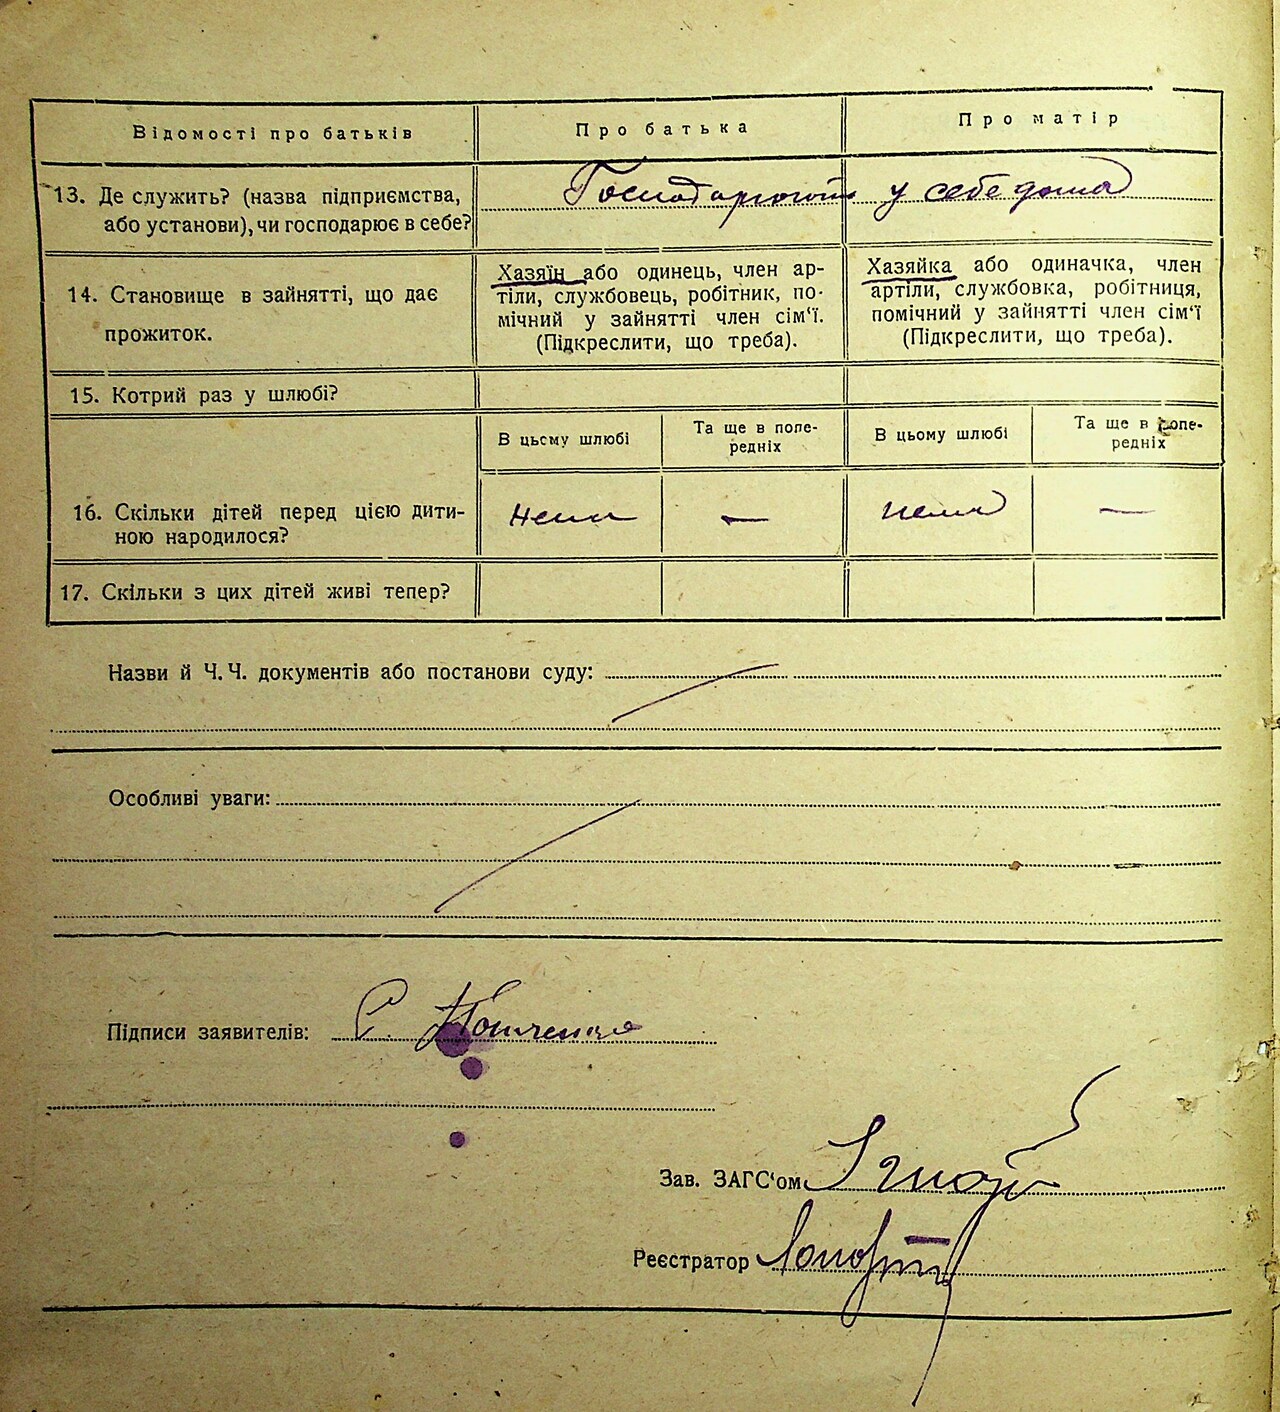 Відомості про батьків
Про батька
Про матір
13. Де служить? (назва підприємства,
або установи), чи господарює в себе?
Господарюють у себе дома
14. Становище в зайнятті, що дає
прожиток.
Хазяїн або одинець, член ар-
тіли, службовець, робітник, по-
мічний у зайнятті член сім‘ї.
(Підкреслити, що треба).
Хазяйка або одиначка, член
артіли, службовка, робітниця,
помічний у зайнятті член сім‘ї
(Підкреслити, що треба).
15. Котрий раз у шлюбі?
В цьому шлюбі
Та ще в попе-
редніх
В цьому шлюбі
Та ще в попе-
редніх
16. Скільки дітей перед цією дити-
ною народилося?
нема — нема —
17. Скільки з цих дітей живі тепер?
Назви й Ч. Ч. документів або постанови суду:
Особливі уваги:
Підписи заявителів:
Зав. ЗАГС‘ом
Реєстратор